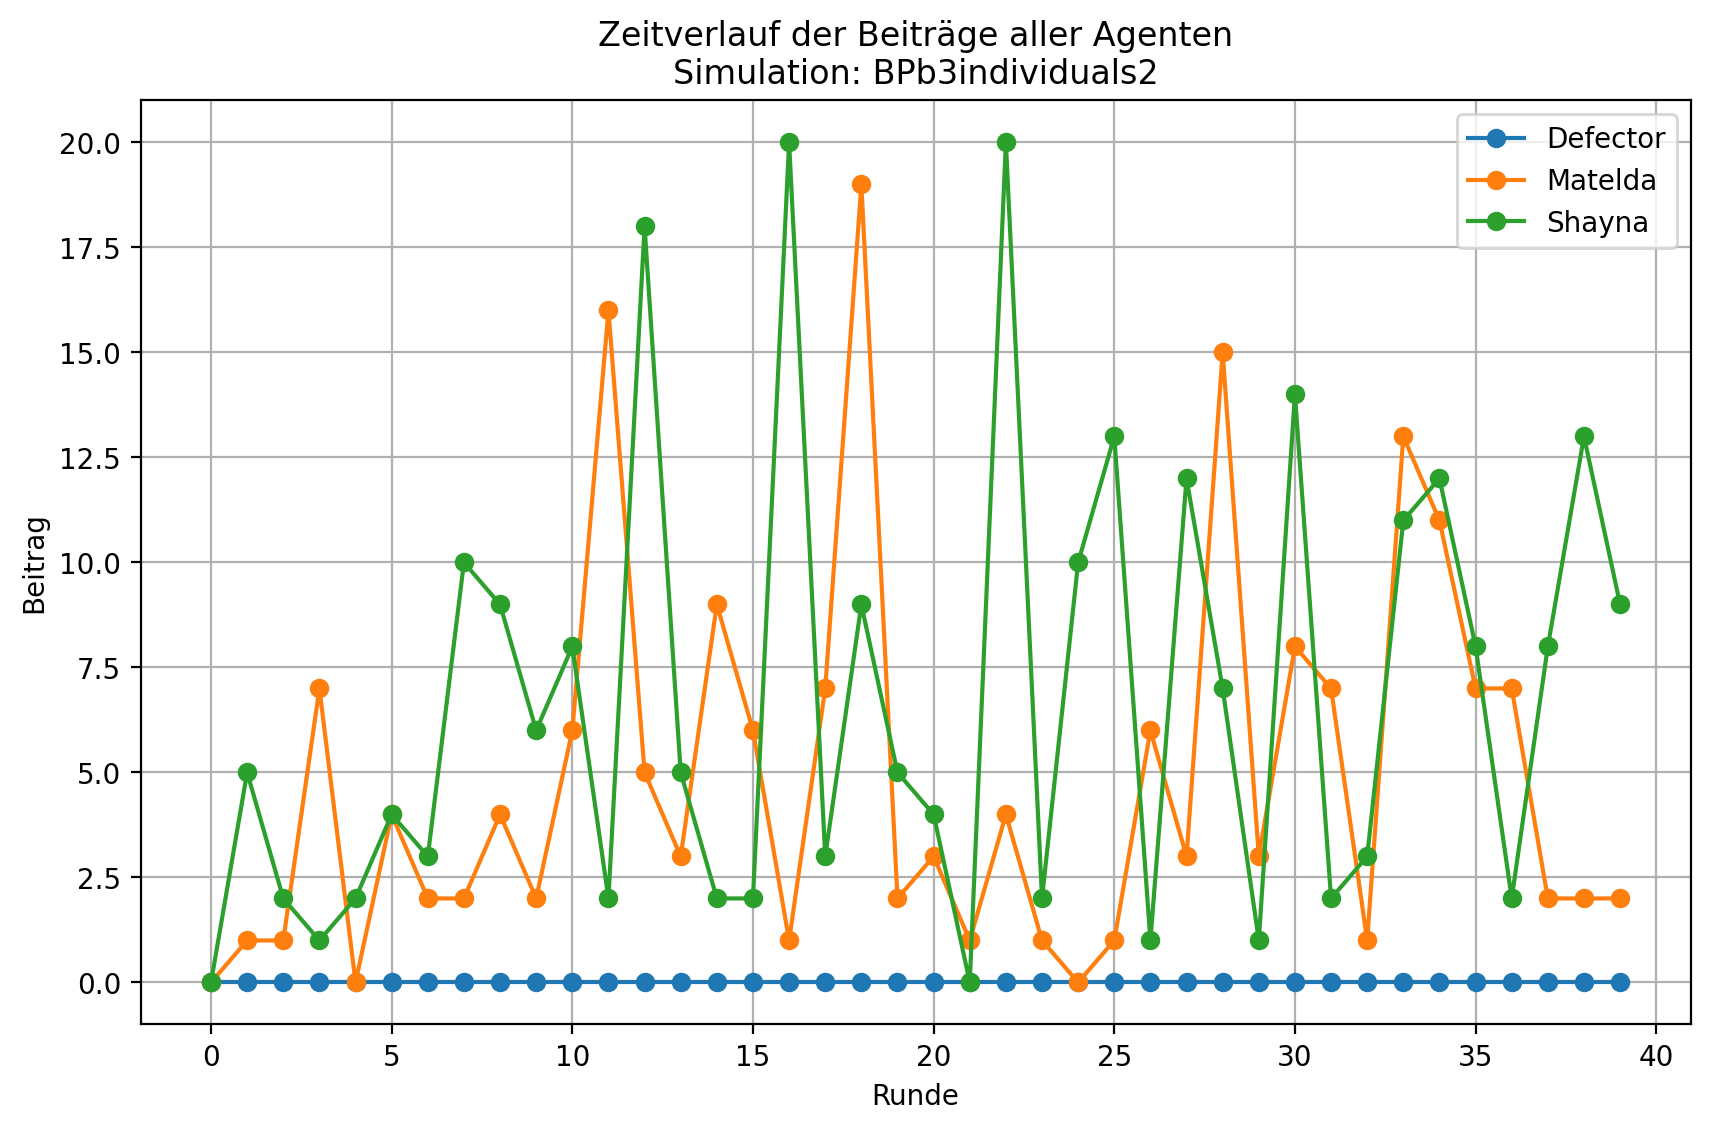 Zeitverlauf der Beiträge aller Agenten
Simulation: BPb3individuals2
Defector
Matelda
Shayna
Beitrag
20.0
17.5
15.0
12.5
10.0
7.5
5.0
2.5
0.0
0 5 10 15 20 25 30 35 40
Runde